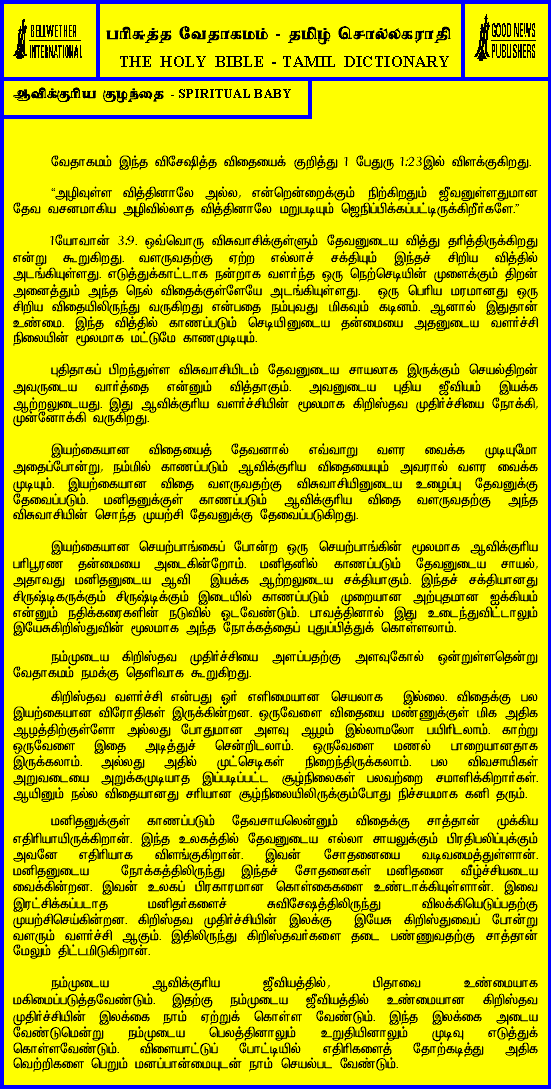 BELLWETHER
INTERNATIONAL
பரிசுத்த வேதாகமம் - தமிழ் சொல்லகராதி
THE HOLY BIBLE - TAMIL DICTIONARY
GOOD NEWS
PUBLISHERS
ஆவிக்குரிய குழந்தை - SPIRITUAL BABY
வேதாகமம் இந்த விசேஷித்த விதையைக் குறித்து 1 பேதுரு 1:23இல் விளக்குகிறது.
“அழிவுள்ள வித்தினாலே அல்ல, என்றென்றைக்கும் நிற்கிறதும் ஜீவனுள்ளதுமான
தேவ வசனமாகிய அழிவில்லாத வித்தினாலே மறுபடியும் ஜெநிப்பிக்கப்பட்டிருக்கிறீர்களே.”
1யோவான் 3:9. ஒவ்வொரு விசுவாசிக்குள்ளும் தேவனுடைய வித்து தரித்திருக்கிறது
என்று கூறுகிறது. வளருவதற்கு ஏற்ற எல்லாச் சக்தியும் இந்தச் சிறிய வித்தில்
அடங்கியுள்ளது. எடுத்துக்காட்டாக நன்றாக வளர்ந்த ஒரு நெற்செடியின் முளைக்கும் திறன்
அனைத்தும் அந்த நெல் விதைக்குள்ளேயே அடங்கியுள்ளது. ஒரு பெரிய மரமானது ஒரு
சிறிய விதையிலிருந்து வருகிறது என்பதை நம்புவது மிகவும் கடினம். ஆனால் இதுதான்
உண்மை. இந்த வித்தில் காணப்படும் செடியினுடைய தன்மையை அதனுடைய வளர்ச்சி
நிலையின் மூலமாக மட்டுமே காணமுடியும்.
புதிதாகப் பிறந்துள்ள விசுவாசியிடம் தேவனுடைய சாயலாக இருக்கும் செயல்திறன்
அவருடைய வார்த்தை என்னும் வித்தாகும். அவனுடைய புதிய ஜீவியம் இயக்க
ஆற்றலுடையது. இது ஆவிக்குரிய வளர்ச்சியின் மூலமாக கிறிஸ்தவ முதிர்ச்சியை நோக்கி,
முன்னோக்கி வருகிறது.
இயற்கையான விதையைத் தேவனால் எவ்வாறு வளர வைக்க முடியுமோ
அதைப்போன்று, நம்மில் காணப்படும் ஆவிக்குரிய விதையையும் அவரால் வளர வைக்க
முடியும். இயற்கையான விதை வளருவதற்கு விசுவாசியினுடைய உழைப்பு தேவனுக்கு
தேவைப்படும். மனிதனுக்குள் காணப்படும் ஆவிக்குரிய விதை வளருவதற்கு அந்த
விசுவாசியின் சொந்த முயற்சி தேவனுக்கு தேவைப்படுகிறது.
இயற்கையான செயற்பாங்கைப் போன்ற ஒரு செயற்பாங்கின் மூலமாக ஆவிக்குரிய
பரிபூரண தன்மையை அடைகின்றோம். மனிதனில் காணப்படும் தேவனுடைய சாயல்,
அதாவது மனிதனுடைய ஆவி இயக்க ஆற்றலுடைய சக்தியாகும். இந்தச் சக்தியானது
சிருஷ்டிகருக்கும் சிருஷ்டிக்கும் இடையில் காணப்படும் முறையான அற்புதமான ஐக்கியம்
என்னும் நதிக்கரைகளின் நடுவில் ஓடவேண்டும். பாவத்தினால் இது உடைந்துவிட்டாலும்
இயேசுகிறிஸ்துவின் மூலமாக அந்த நோக்கத்தைப் புதுப்பித்துக் கொள்ளலாம்.
நம்முடைய கிறிஸ்தவ முதிர்ச்சியை அளப்பதற்கு அளவுகோல் ஒன்றுள்ளதென்று
வேதாகமம் நமக்கு தெளிவாக கூறுகிறது.
கிறிஸ்தவ வளர்ச்சி என்பது ஓர் எளிமையான செயலாக இல்லை. விதைக்கு பல
இயற்கையான விரோதிகள் இருக்கின்றன. ஒருவேளை விதையை மண்ணுக்குள் மிக அதிக
ஆழத்திற்குள்ளோ அல்லது போதுமான அளவு ஆழம் இல்லாமலோ பயிரிடலாம். காற்று
ஒருவேளை இதை அடித்துச் சென்றிடலாம். ஒருவேளை மணல் பாறையானதாக
இருக்கலாம். அல்லது அதில் முட்செடிகள் நிறைந்திருக்கலாம். பல விவசாயிகள்
அறுவடையை அறுக்கமுடியாத இப்படிப்பட்ட சூழ்நிலைகள் பலவற்றை சமாளிக்கிறார்கள்.
ஆயினும் நல்ல விதையானது சரியான சூழ்நிலையிலிருக்கும்போது நிச்சயமாக கனி தரும்.
மனிதனுக்குள் காணப்படும் தேவசாயலென்னும் விதைக்கு சாத்தான் முக்கிய
எதிரியாயிருக்கிறான். இந்த உலகத்தில் தேவனுடைய எல்லா சாயலுக்கும் பிரதிபலிப்புக்கும்
அவனே எதிரியாக விளங்குகிறான். இவன் சோதனையை வடிவமைத்துள்ளான்.
மனிதனுடைய நோக்கத்திலிருந்து இந்தச் சோதனைகள் மனிதனை வீழ்ச்சியடைய
வைக்கின்றன. இவன் உலகப் பிரகாரமான கொள்கைகளை உண்டாக்கியுள்ளான். இவை
இரட்சிக்கப்படாத மனிதர்களைச் சுவிசேஷத்திலிருந்து விலக்கியெடுப்பதற்கு
முயற்சிசெய்கின்றன. கிறிஸ்தவ முதிர்ச்சியின் இலக்கு இயேசு கிறிஸ்துவைப் போன்று
வளரும் வளர்ச்சி ஆகும். இதிலிருந்து கிறிஸ்தவர்களை தடை பண்ணுவதற்கு சாத்தான்
மேலும் திட்டமிடுகிறான்.
நம்முடைய ஆவிக்குரிய ஜீவியத்தில், பிதாவை உண்மையாக
மகிமைப்படுத்தவேண்டும். இதற்கு நம்முடைய ஜீவியத்தில் உண்மையான கிறிஸ்தவ
முதிர்ச்சியின் இலக்கை நாம் ஏற்றுக் கொள்ள வேண்டும். இந்த இலக்கை அடைய
வேண்டுமென்று நம்முடைய பெலத்தினாலும் உறுதியினாலும் முடிவு எடுத்துக்
கொள்ளவேண்டும். விளையாட்டுப் போட்டியில் எதிரிகளைத் தோற்கடித்து அதிக
வெற்றிகளை பெறும் மனப்பான்மையுடன் நாம் செயல்பட வேண்டும்.